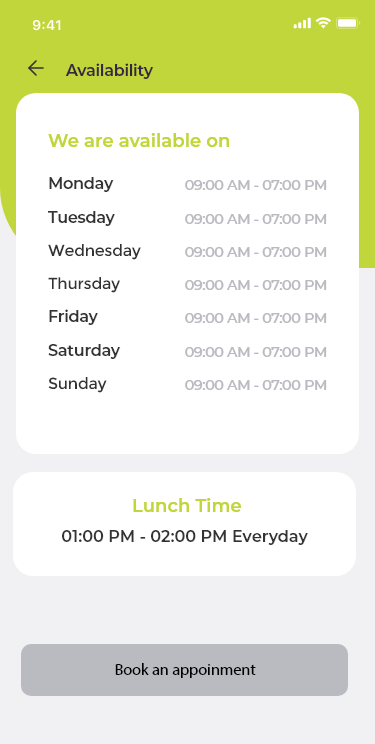 9:41
Availability
We are available on
Monday 09:00 AM - 07:00 PM
Tuesday 09:00 AM - 07:00 PM
Wednesday 09:00 AM - 07:00 PM
Thursday 09:00 AM - 07:00 PM
Friday 09:00 AM - 07:00 PM
Saturday 09:00 AM - 07:00 PM
Sunday 09:00 AM - 07:00 PM
Lunch Time
01:00 PM - 02:00 PM Everyday
Book an appoinment